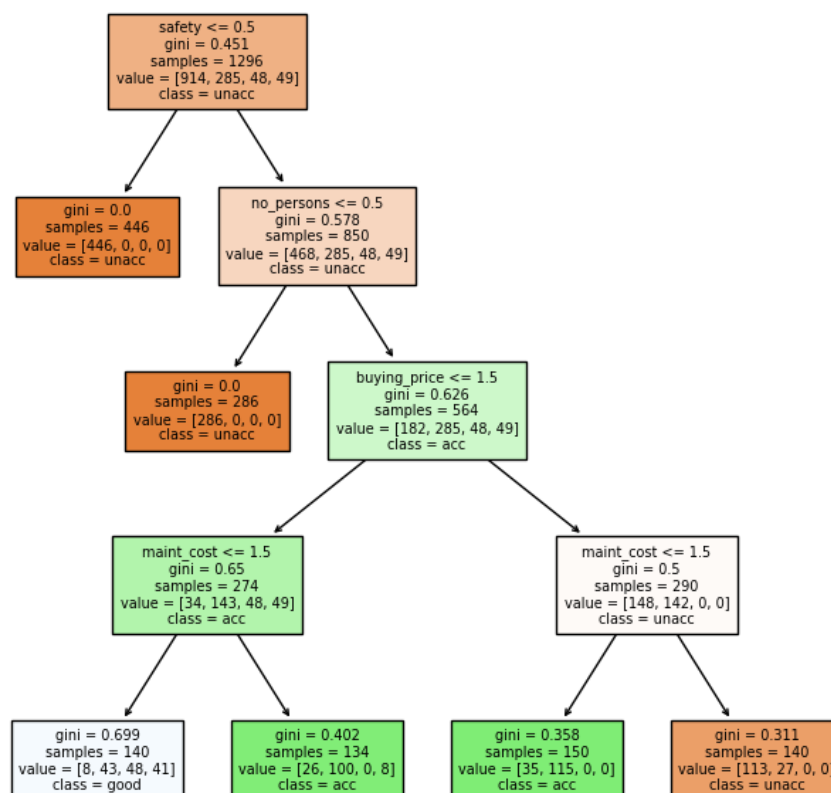 safety <= 0.5
gini = 0.451
samples = 1296
value = [914, 285, 48, 49]
class = unacc
gini = 0.0
samples = 446
value = [446, 0, 0, 0]
class = unacc
no_persons <= 0.5
gini = 0.578
samples = 850
value = [468, 285, 48, 49]
class = unacc
gini = 0.0
samples = 286
value = [286, 0, 0, 0]
class = unacc
buying_price <= 1.5
gini = 0.626
samples = 564
value = [182, 285, 48, 49]
class = acc
maint_cost <= 1.5
gini = 0.65
samples = 274
value = [34, 143, 48, 49]
class = acc
maint_cost <= 1.5
gini = 0.5
samples = 290
value = [148, 142, 0, 0]
class = unacc
gini = 0.699
samples = 140
value = [8, 43, 48, 41]
class = good
gini = 0.402
samples = 134
value = [26, 100, 0, 8]
class = acc
gini = 0.358
samples = 150
value = [35, 115, 0, 0]
class = acc
gini = 0.311
samples = 140
value = [113, 27, 0, 0]
class = unacc